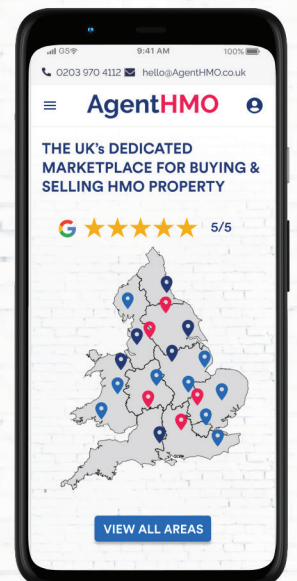 GS 9:41 AM 100%
0203 970 4112 hello@AgentHMO.co.uk
AgentHMO
THE UK's DEDICATED
MARKETPLACE FOR BUYING &
SELLING HMO PROPERTY
G 5/5
VIEW ALL AREAS